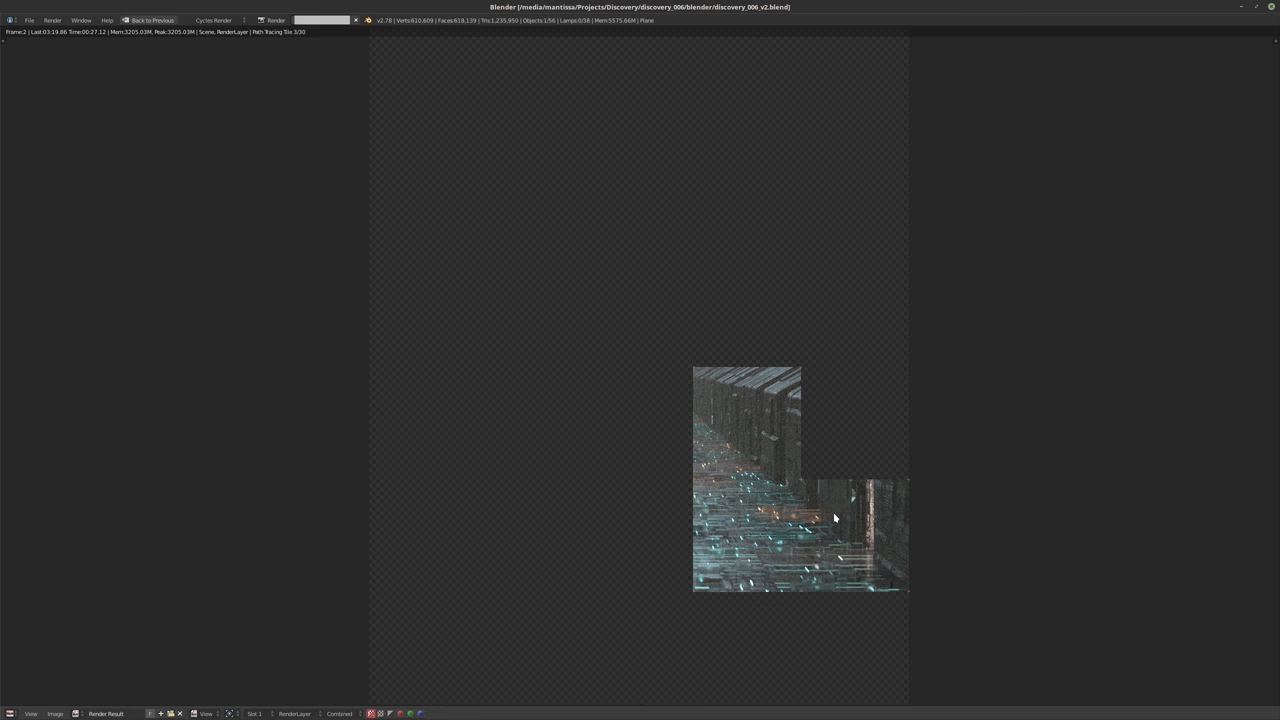 Blender [/media/mantissa/Projects/Discovery/discovery_006/blender/discovery_006_v2.blend]
File Render Window Help Back to Previous Cycles Render Render v2.78 | Verts:610,609 | Faces:618,139 | Tris:1,235,950 | Objects:1/56 | Lamps:0/38 | Mem:5575.66M | Plane
Frame:2 | Last:03:19.86 Time:00:27.12 | Mem:3205.03M, Peak:3205.03M | Scene, RenderLayer | Path Tracing Tile 3/30
View Image Render Result F View Slot 1 RenderLayer Combined